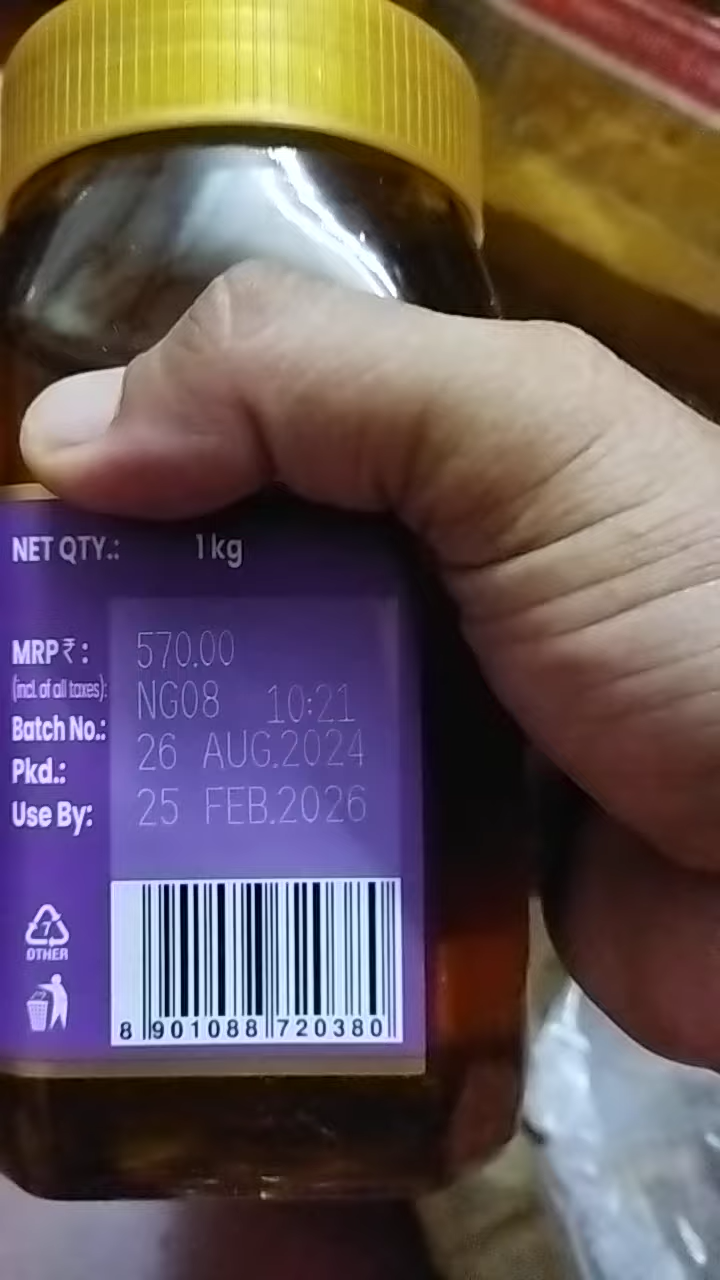 NET QTY.: 1kg
MRP₹: 570.00
(incl. of all taxes):
Batch No.: NG08 10:21
Pkd.: 26 AUG.2024
Use By: 25 FEB.2026
7
OTHER
8 901088 720380